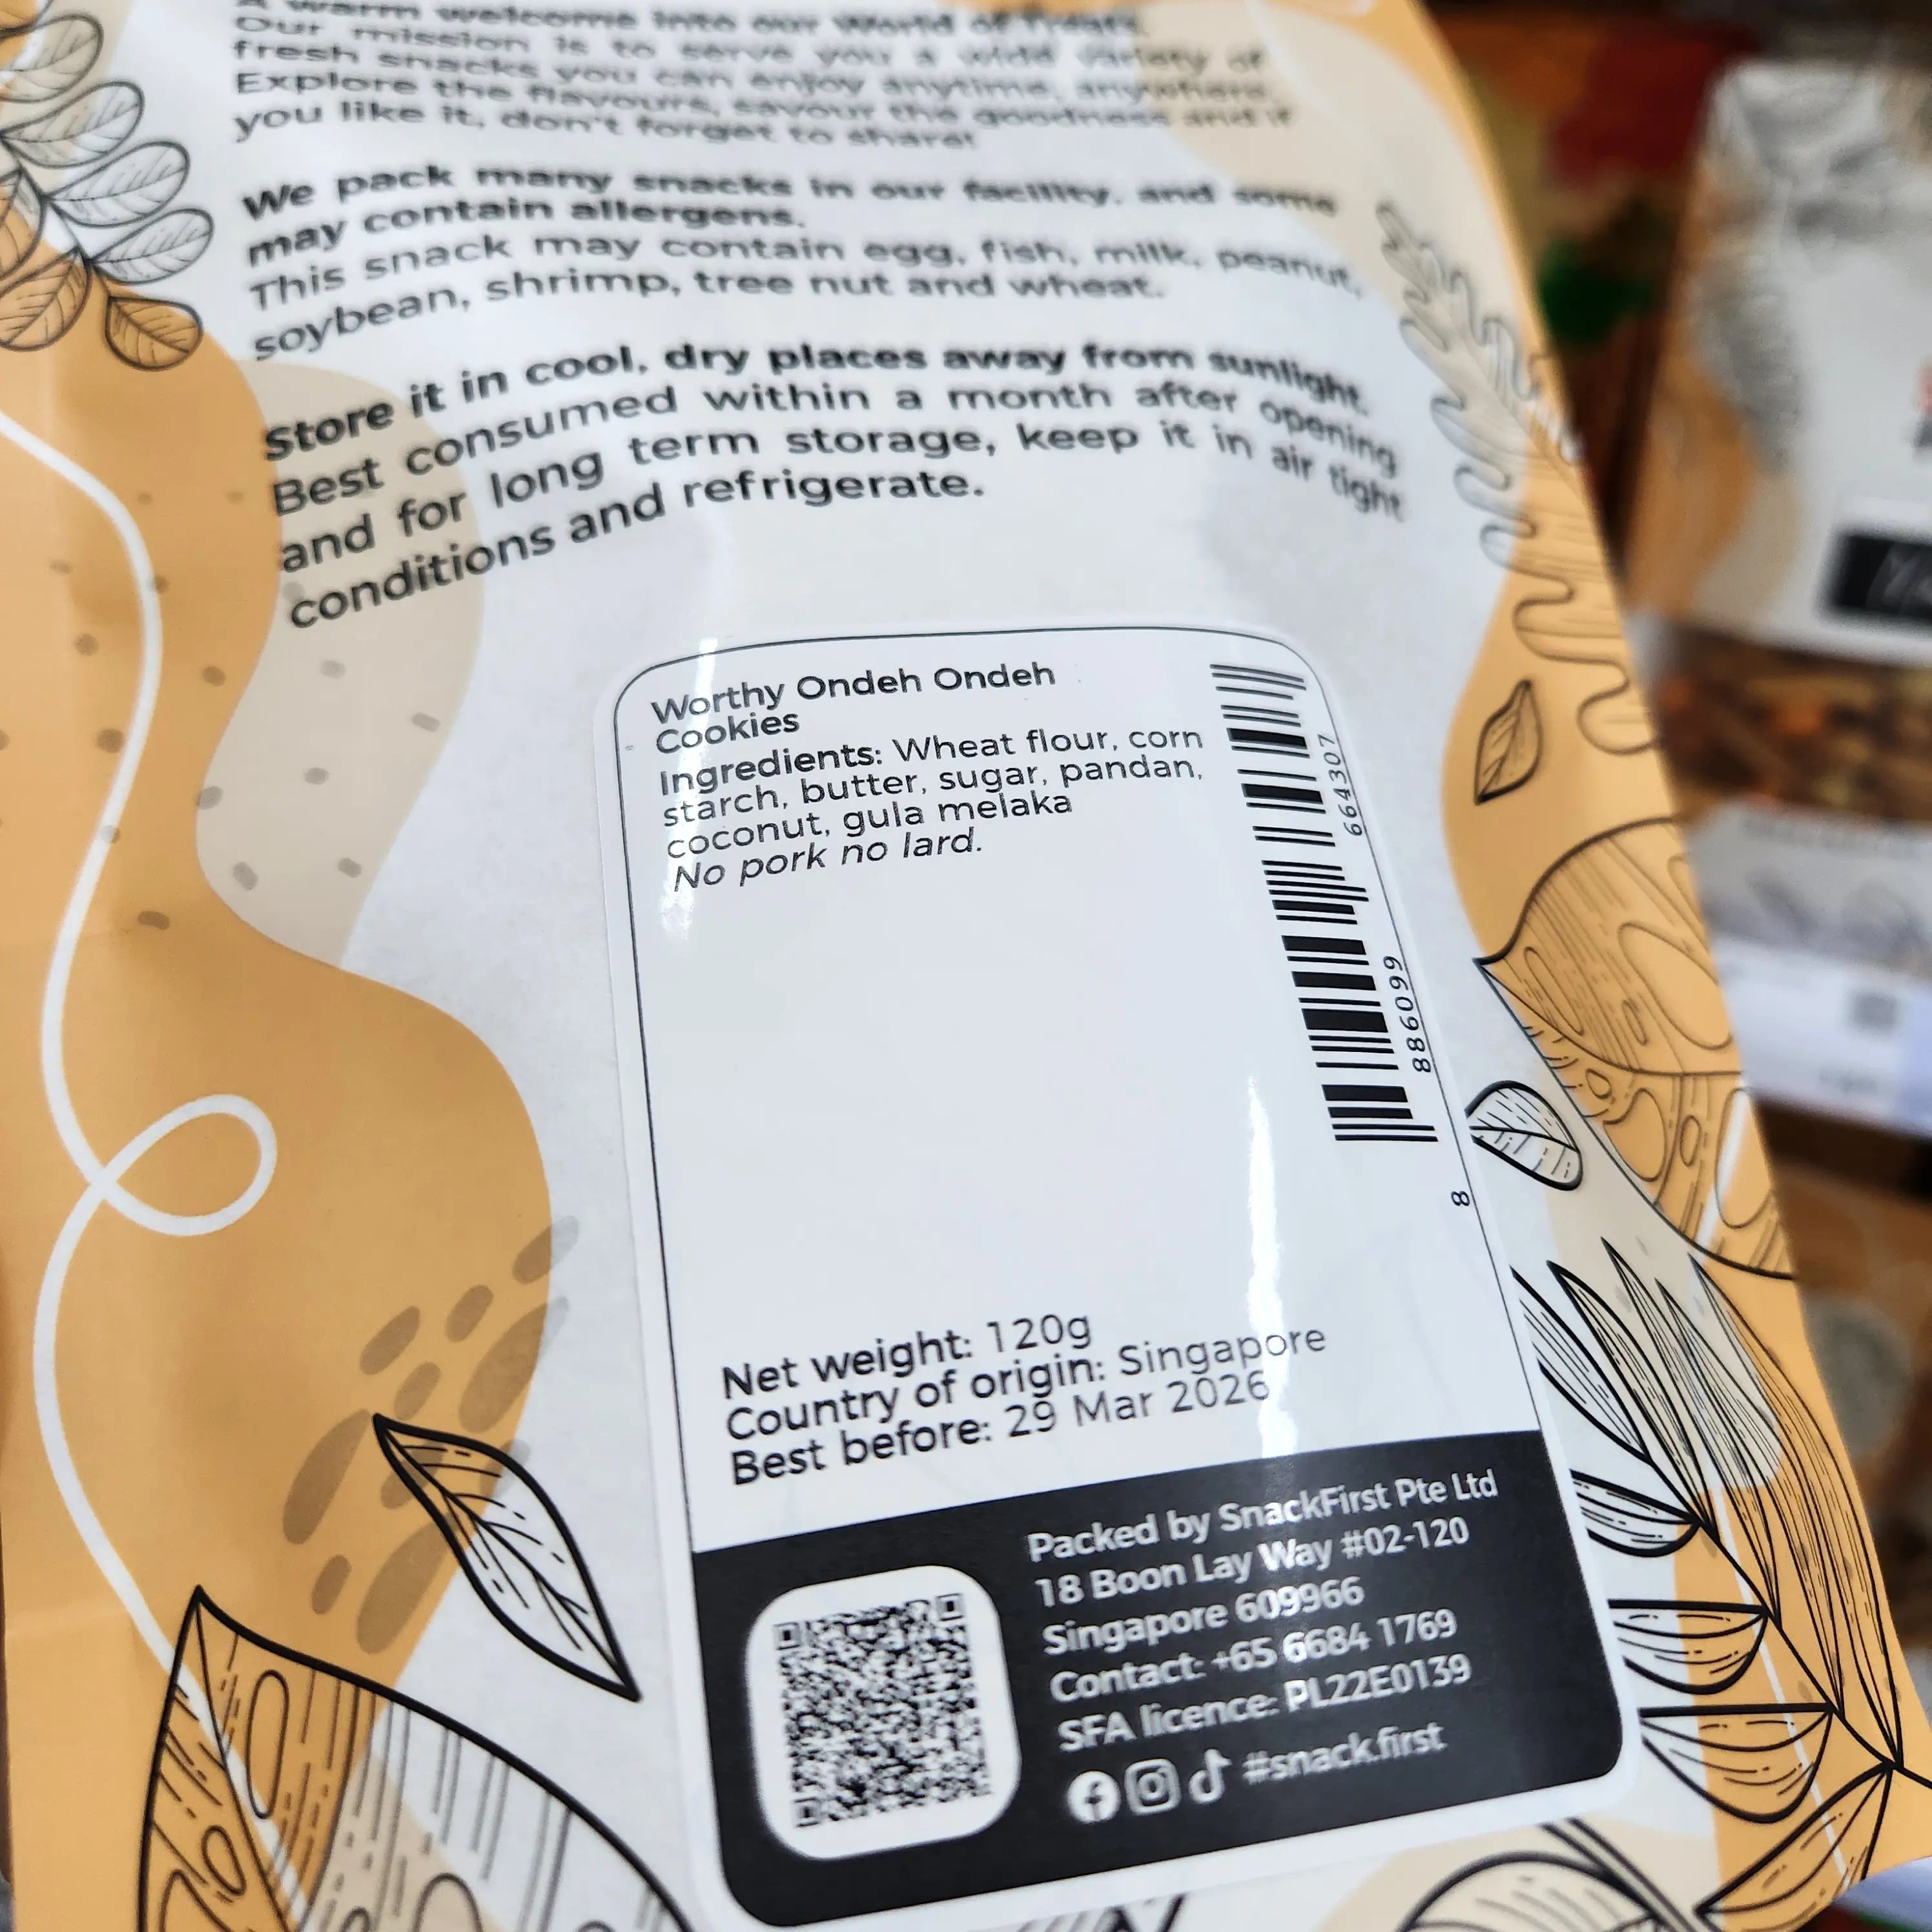 A warm welcome into our World of Treats.
Our mission is to serve you a wide variety of
fresh snacks you can enjoy anytime, anywhere.
Explore the flavours, savour the goodness and if
you like it, don't forget to share!
We pack many snacks in our facility, and some
may contain allergens.
This snack may contain egg, fish, milk, peanut,
soybean, shrimp, tree nut and wheat.
Store it in cool, dry places away from sunlight.
Best consumed within a month after opening
and for long term storage, keep it in air tight
conditions and refrigerate.
Worthy Ondeh Ondeh
Cookies
Ingredients: Wheat flour, corn
starch, butter, sugar, pandan,
coconut, gula melaka
No pork no lard.
8 886099 664307
Net weight: 120g
Country of origin: Singapore
Best before: 29 Mar 2026
Packed by SnackFirst Pte Ltd
18 Boon Lay Way #02-120
Singapore 609966
Contact: +65 6684 1769
SFA licence: PL22E0139
#snack.first